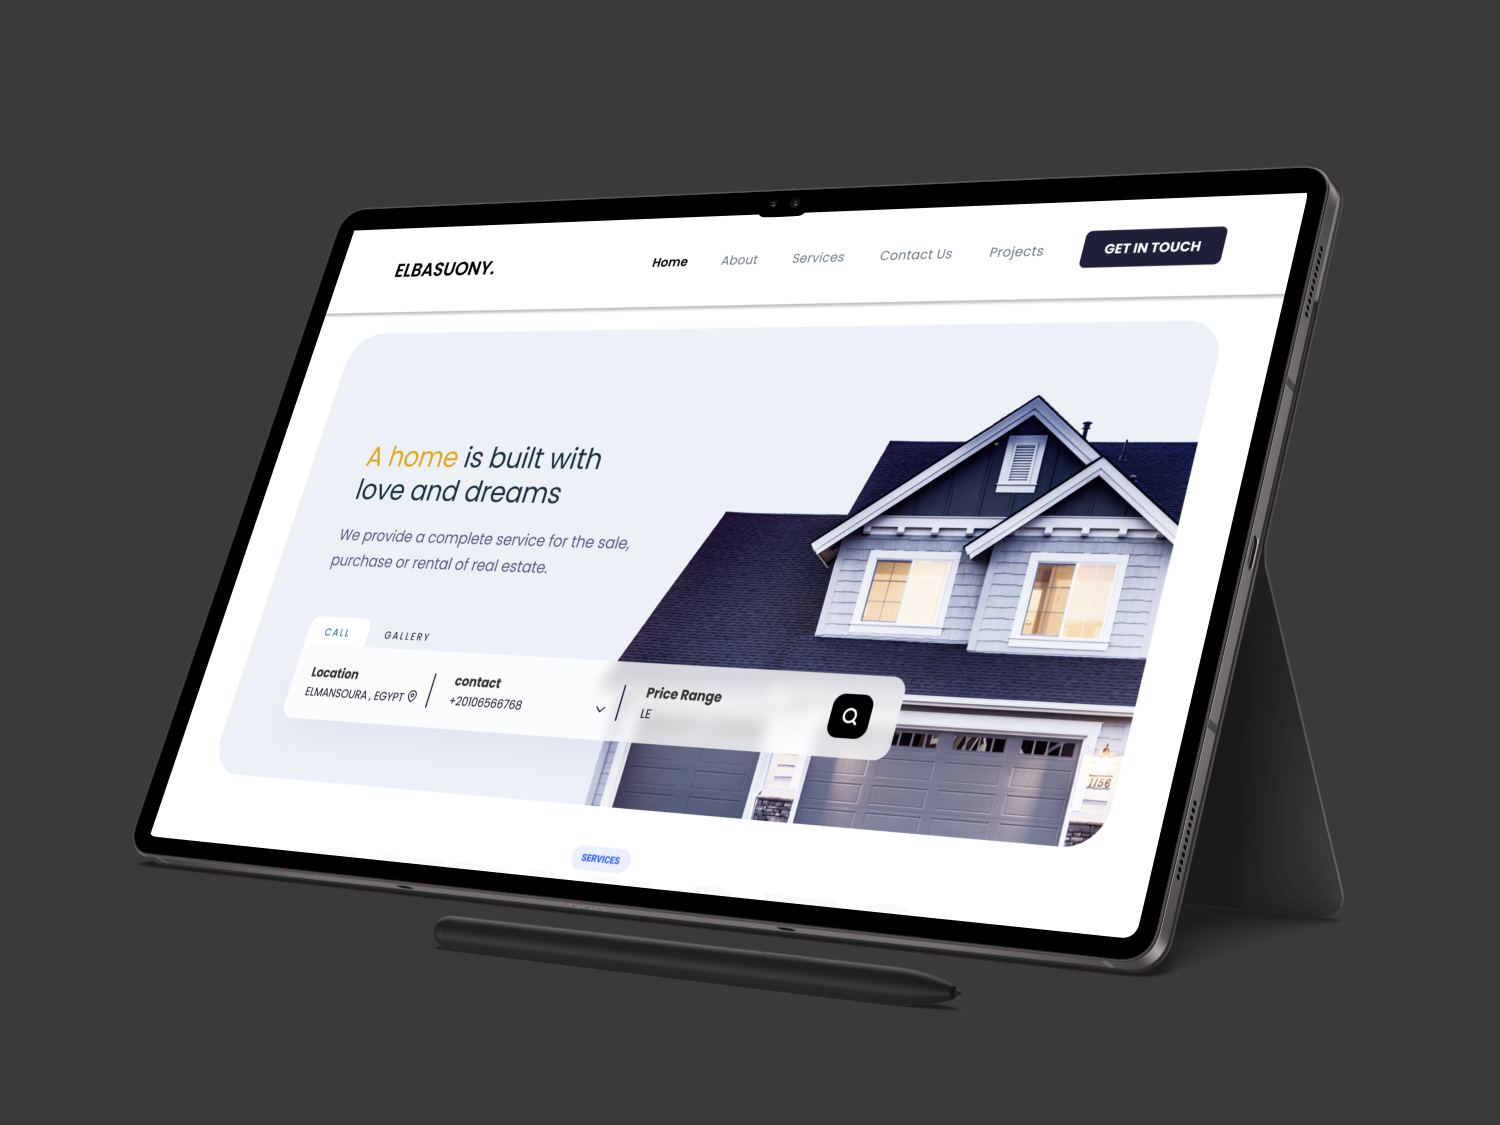 ELBASUONY.
Home About Services Contact Us Projects GET IN TOUCH
A home is built with
love and dreams
We provide a complete service for the sale,
purchase or rental of real estate.
CALL GALLERY
Location contact Price Range
ELMANSOURA , EGYPT +20106566768 LE
1156
SERVICES